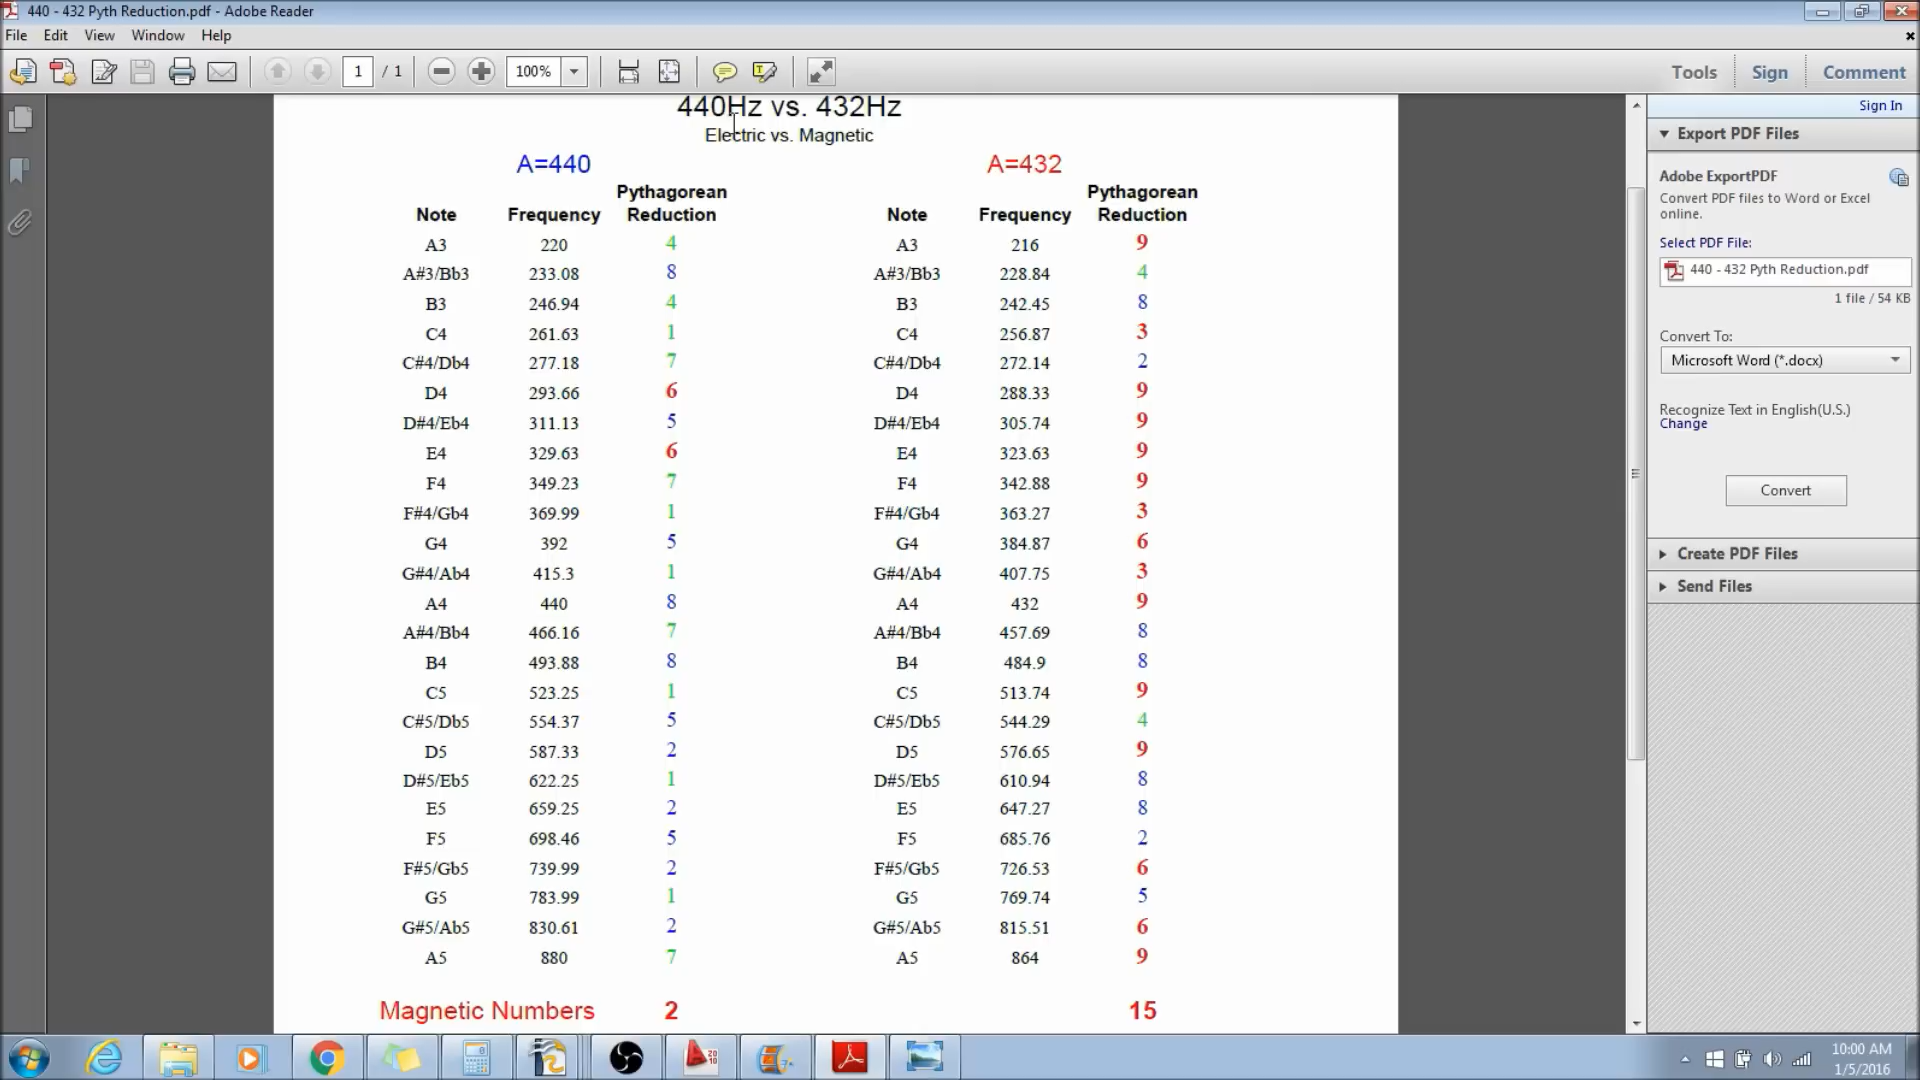 440 - 432 Pyth Reduction.pdf - Adobe Reader
File Edit View Window Help
1 / 1 100% Tools Sign Comment
440Hz vs. 432Hz
Electric vs. Magnetic
A=440 A=432
Pythagorean Pythagorean
Note Frequency Reduction Note Frequency Reduction
A3 220 4 A3 216 9
A#3/Bb3 233.08 8 A#3/Bb3 228.84 4
B3 246.94 4 B3 242.45 8
C4 261.63 1 C4 256.87 3
C#4/Db4 277.18 7 C#4/Db4 272.14 2
D4 293.66 6 D4 288.33 9
D#4/Eb4 311.13 5 D#4/Eb4 305.74 9
E4 329.63 6 E4 323.63 9
F4 349.23 7 F4 342.88 9
F#4/Gb4 369.99 1 F#4/Gb4 363.27 3
G4 392 5 G4 384.87 6
G#4/Ab4 415.3 1 G#4/Ab4 407.75 3
A4 440 8 A4 432 9
A#4/Bb4 466.16 7 A#4/Bb4 457.69 8
B4 493.88 8 B4 484.9 8
C5 523.25 1 C5 513.74 9
C#5/Db5 554.37 5 C#5/Db5 544.29 4
D5 587.33 2 D5 576.65 9
D#5/Eb5 622.25 1 D#5/Eb5 610.94 8
E5 659.25 2 E5 647.27 8
F5 698.46 5 F5 685.76 2
F#5/Gb5 739.99 2 F#5/Gb5 726.53 6
G5 783.99 1 G5 769.74 5
G#5/Ab5 830.61 2 G#5/Ab5 815.51 6
A5 880 7 A5 864 9
Magnetic Numbers 2 15
Sign In
Export PDF Files
Adobe ExportPDF
Convert PDF files to Word or Excel
online.
Select PDF File:
440 - 432 Pyth Reduction.pdf
1 file / 54 KB
Convert To:
Microsoft Word (*.docx)
Recognize Text in English(U.S.)
Change
Convert
Create PDF Files
Send Files
10:00 AM
1/5/2016